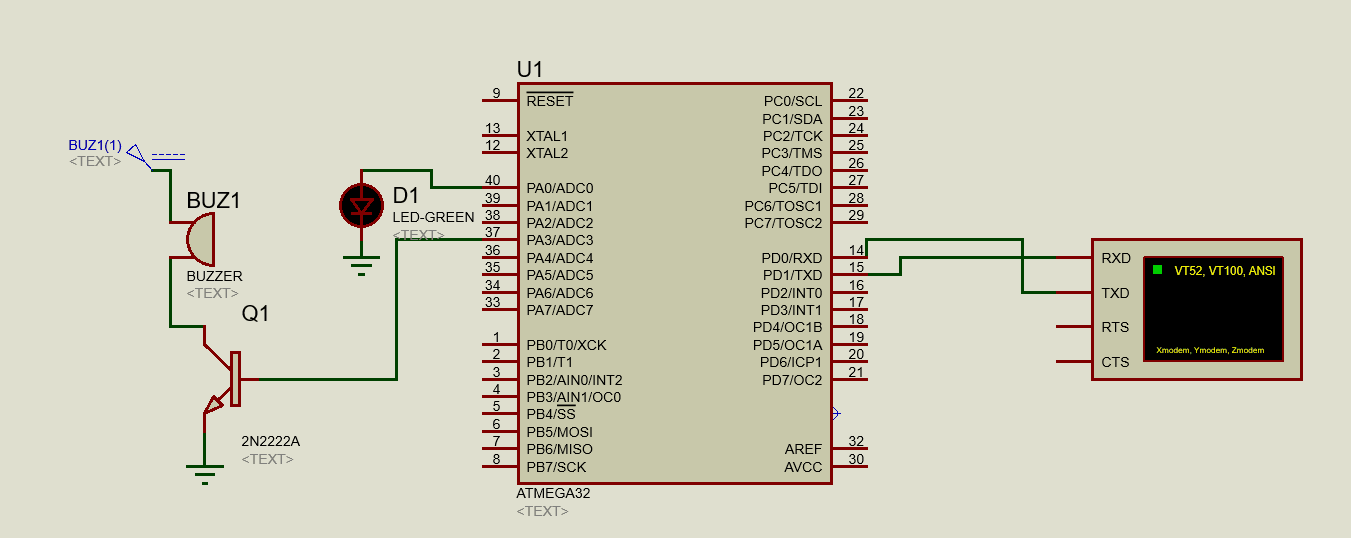 U1
BUZ1(1)
<TEXT>
BUZ1
BUZZER
<TEXT>
Q1
2N2222A
<TEXT>
D1
LED-GREEN
<TEXT>
9 RESET
13 XTAL1
12 XTAL2
40 PA0/ADC0
39 PA1/ADC1
38 PA2/ADC2
37 PA3/ADC3
36 PA4/ADC4
35 PA5/ADC5
34 PA6/ADC6
33 PA7/ADC7
1 PB0/T0/XCK
2 PB1/T1
3 PB2/AIN0/INT2
4 PB3/AIN1/OC0
5 PB4/SS
6 PB5/MOSI
7 PB6/MISO
8 PB7/SCK
PC0/SCL 22
PC1/SDA 23
PC2/TCK 24
PC3/TMS 25
PC4/TDO 26
PC5/TDI 27
PC6/TOSC1 28
PC7/TOSC2 29
PD0/RXD 14
PD1/TXD 15
PD2/INT0 16
PD3/INT1 17
PD4/OC1B 18
PD5/OC1A 19
PD6/ICP1 20
PD7/OC2 21
AREF 32
AVCC 30
ATMEGA32
<TEXT>
RXD
TXD
RTS
CTS
VT52, VT100, ANSI
Xmodem, Ymodem, Zmodem